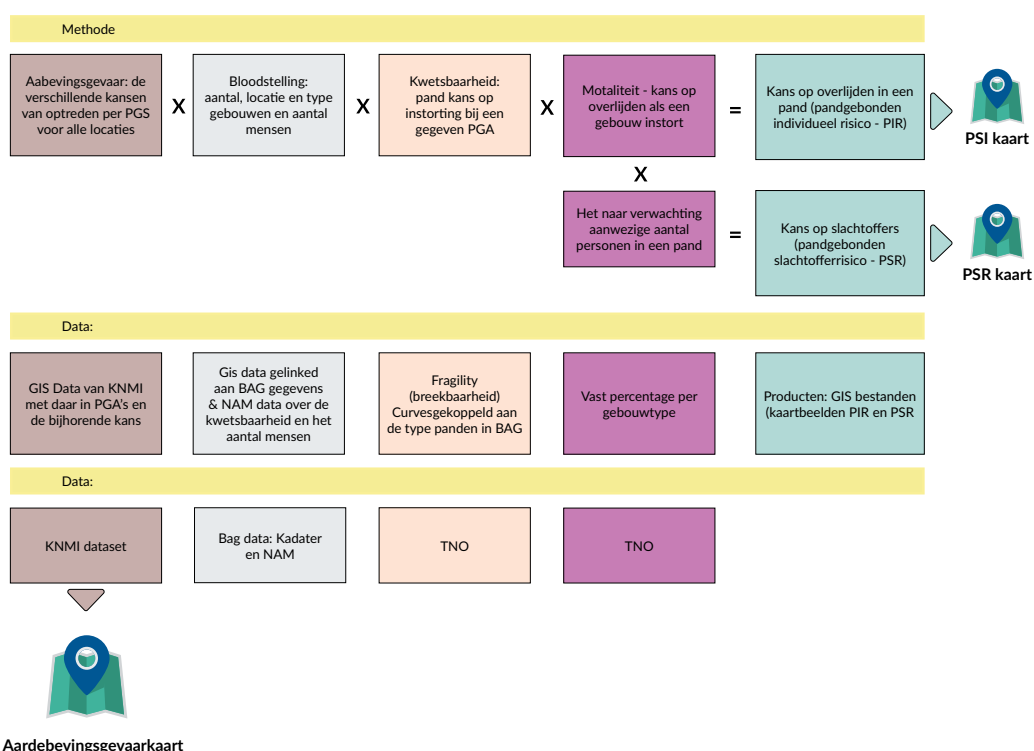 Methode
Aabevingsgevaar: de
verschillende kansen
van optreden per PGS
voor alle locaties
X
Bloodstelling:
aantal, locatie en type
gebouwen en aantal
mensen
X
Kwetsbaarheid:
pand kans op
instorting bij een
gegeven PGA
X
Motaliteit - kans op
overlijden als een
gebouw instort
=
Kans op overlijden in een
pand (pandgebonden
individueel risico - PIR)
PSI kaart
X
Het naar verwachting
aanwezige aantal
personen in een pand
=
Kans op slachtoffers
(pandgebonden
slachtofferrisico - PSR)
PSR kaart
Data:
GIS Data van KNMI
met daar in PGA's en
de bijhorende kans
Gis data gelinked
aan BAG gegevens
& NAM data over de
kwetsbaarheid en het
aantal mensen
Fragility
(breekbaarheid)
Curvesgekoppeld aan
de type panden in BAG
Vast percentage per
gebouwtype
Producten: GIS bestanden
(kaartbeelden PIR en PSR
Data:
KNMI dataset
Bag data: Kadater
en NAM
TNO
TNO
Aardebevingsgevaarkaart